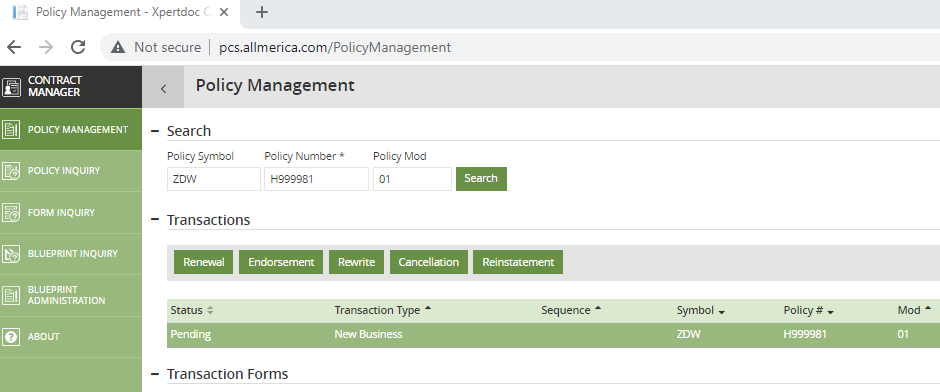 Policy Management - Xpertdoc C
Not secure pcs.allmerica.com/PolicyManagement
CONTRACT
MANAGER
POLICY MANAGEMENT
POLICY INQUIRY
FORM INQUIRY
BLUEPRINT INQUIRY
BLUEPRINT
ADMINISTRATION
ABOUT
Policy Management
Search
Policy Symbol Policy Number * Policy Mod
ZDW H999981 01 Search
Transactions
Renewal Endorsement Rewrite Cancellation Reinstatement
Status Transaction Type Sequence Symbol Policy # Mod
Pending New Business ZDW H999981 01
Transaction Forms